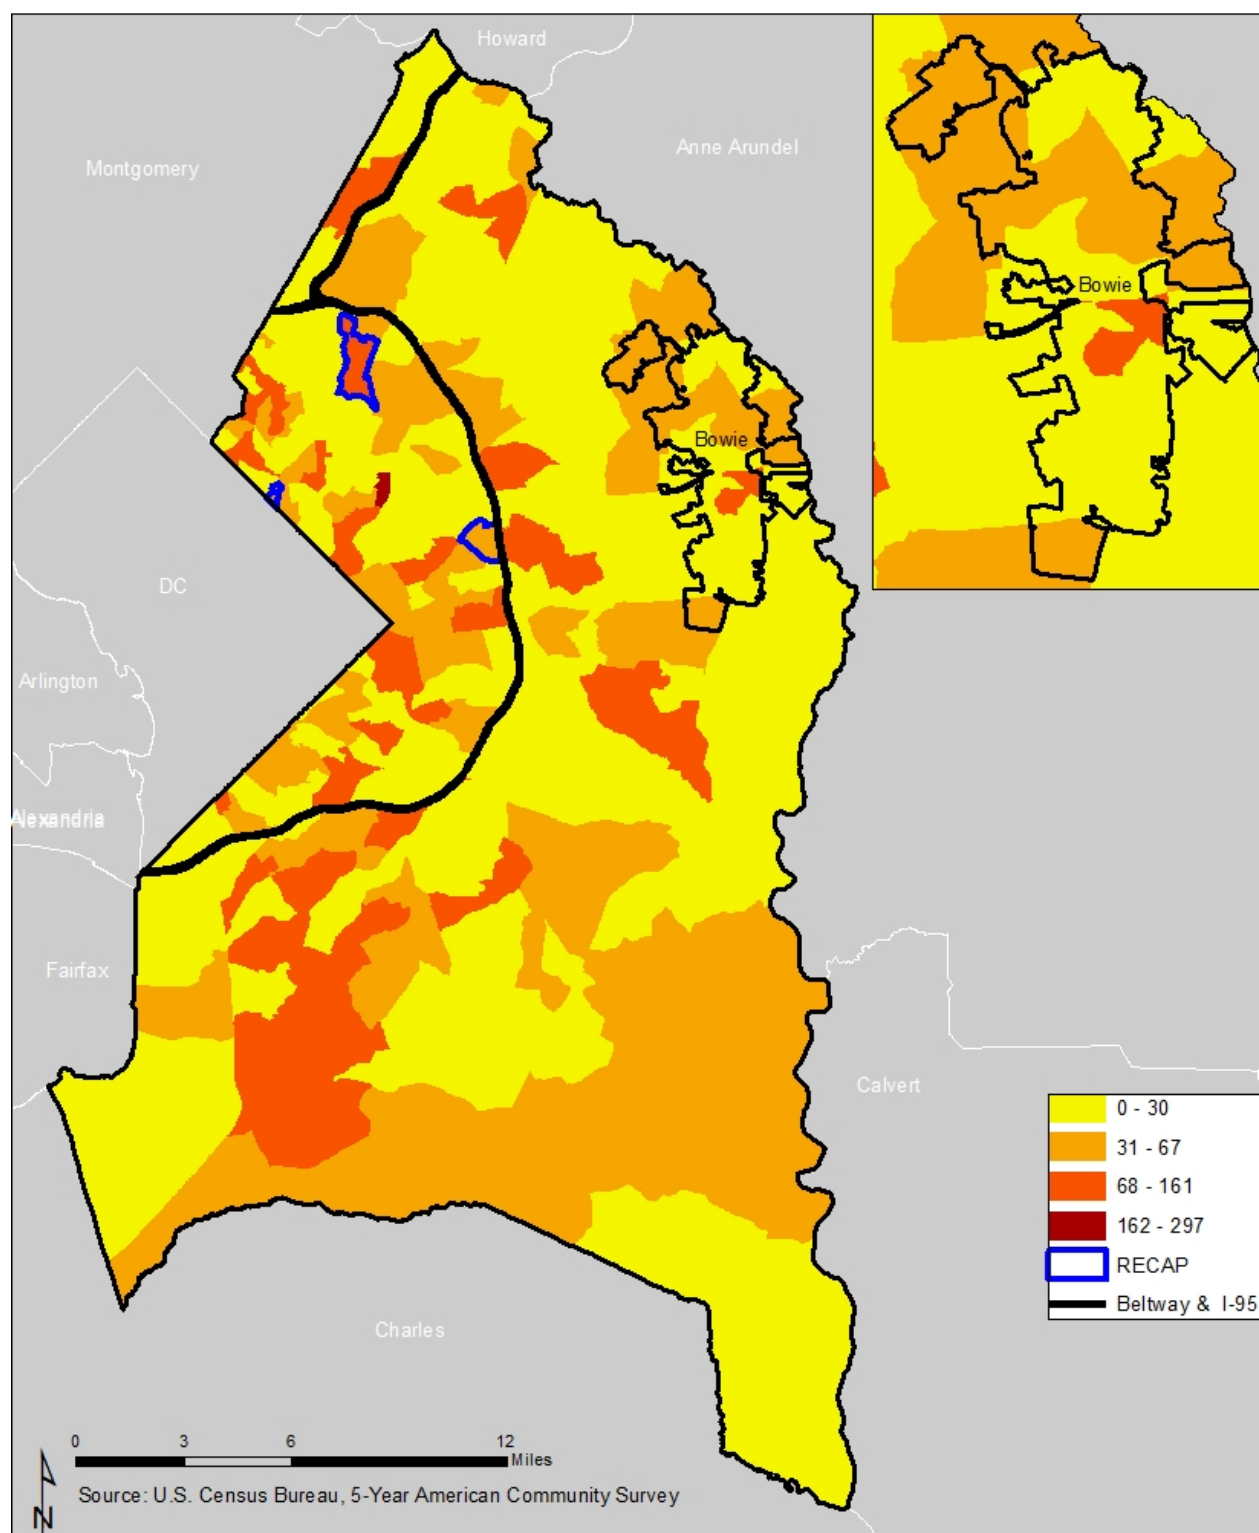 Howard
Anne Arundel
Montgomery
Bowie
Bowie
DC
Arlington
Alexandria
Alexandria
Fairfax
Calvert
Charles
0 - 30
31 - 67
68 - 161
162 - 297
RECAP
Beltway & I-95
0 3 6 12
Miles
Source: U.S. Census Bureau, 5-Year American Community Survey
N